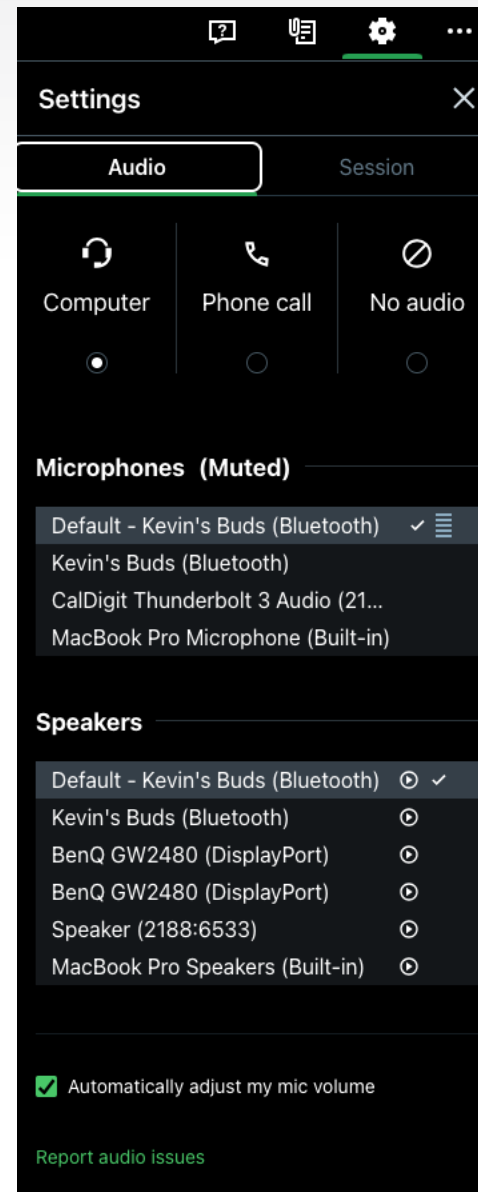 Settings
Audio Session
Computer Phone call No audio
Microphones (Muted)
Default - Kevin's Buds (Bluetooth)
Kevin's Buds (Bluetooth)
CalDigit Thunderbolt 3 Audio (21...
MacBook Pro Microphone (Built-in)
Speakers
Default - Kevin's Buds (Bluetooth)
Kevin's Buds (Bluetooth)
BenQ GW2480 (DisplayPort)
BenQ GW2480 (DisplayPort)
Speaker (2188:6533)
MacBook Pro Speakers (Built-in)
Automatically adjust my mic volume
Report audio issues